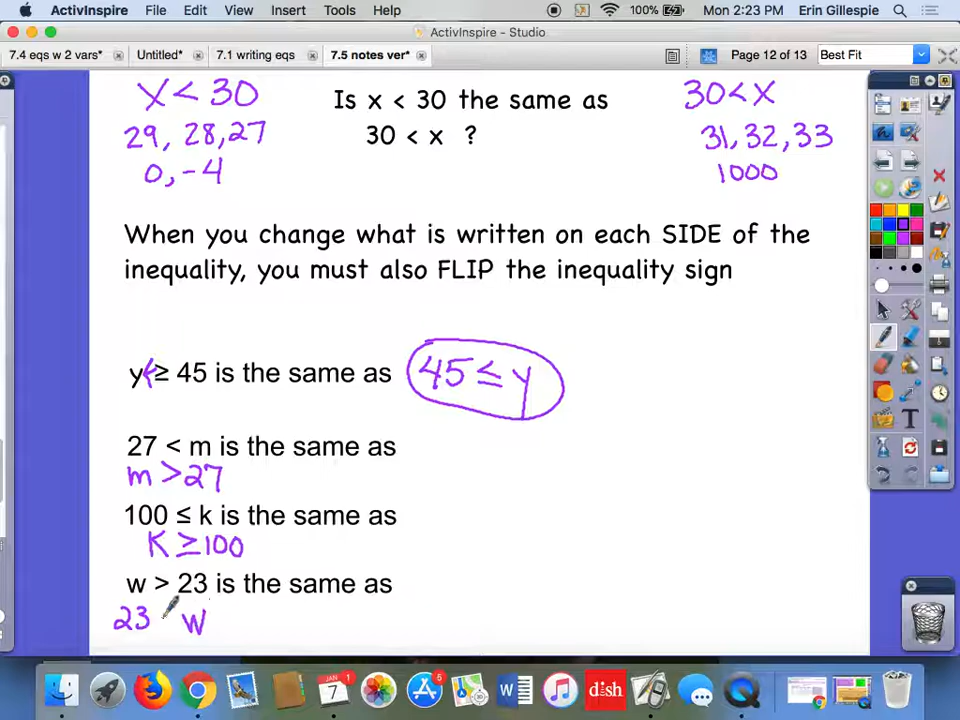 ActivInspire File Edit View Insert Tools Help 100% Mon 2:23 PM Erin Gillespie
ActivInspire - Studio
7.4 eqs w 2 vars* Untitled* 7.1 writing eqs 7.5 notes ver* Page 12 of 13 Best Fit
x < 30 Is x < 30 the same as 30 < x
29, 28, 27 30 < x ? 31, 32, 33
0, -4 1000
When you change what is written on each SIDE of the
inequality, you must also FLIP the inequality sign
y ≥ 45 is the same as 45 ≤ y
27 < m is the same as
m > 27
100 ≤ k is the same as
K ≥ 100
w > 23 is the same as
23 w
JAN 7 1 6 dish